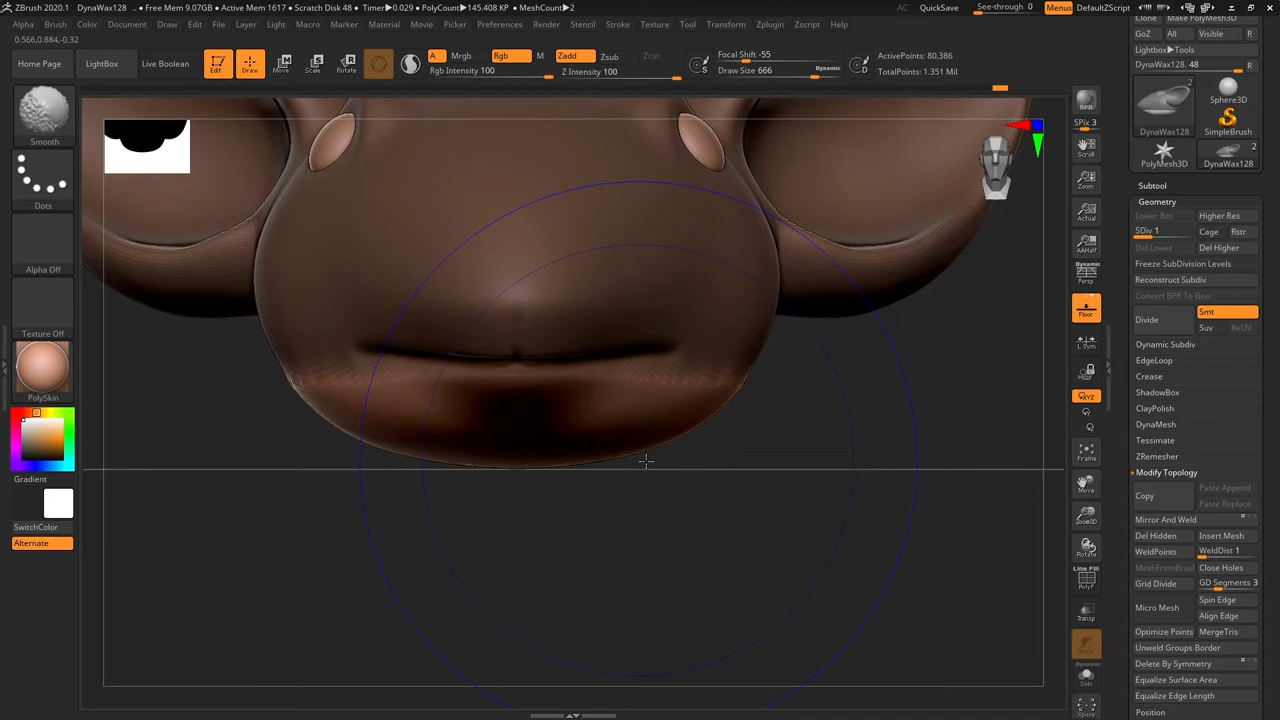 ZBrush 2020.1 DynaWax128 .. • Free Mem 9.07GB • Active Mem 1617 • Scratch Disk 48 • Timer▶0.029 • PolyCount▶145.408 KP • MeshCount▶2 AC QuickSave See-through 0 Menus DefaultZScript
Alpha Brush Color Document Draw Edit File Layer Light Macro Marker Movie Picker Preferences Render Stencil Stroke Texture Tool Transform Zplugin Zscript Help
0.566,0.884,-0.32
Home Page LightBox Live Boolean Edit Draw Move Scale Rotate
A Mrgb Rgb M Zadd Zsub Zcut
Rgb Intensity 100 Z Intensity 100
S Focal Shift -55
Draw Size 666 Dynamic
D ActivePoints: 80,386
TotalPoints: 1.351 Mil
Smooth
Dots
Alpha Off
Texture Off
PolySkin
Gradient
SwitchColor
Alternate
BPR
SPix 3
Scroll
Zoom
Actual
AAHalf
Dynamic
Persp
Floor
L.Sym
XYZ
Frame
Move
Zoom3D
Rotate
Line Fill
PolyF
Transp
Dynamic
Solo
Xpose
Clone Make PolyMesh3D
GoZ All Visible R
Lightbox▶Tools
DynaWax128. 48 R
2
DynaWax128
Sphere3D
SimpleBrush
PolyMesh3D
2
DynaWax128
Subtool
Geometry
Lower Res Higher Res
SDiv 1 Cage Rstr
Del Lower Del Higher
Freeze SubDivision Levels
Reconstruct Subdiv
Convert BPR To Geo
Divide Smt
Suv ReUV
Dynamic Subdiv
EdgeLoop
Crease
ShadowBox
ClayPolish
DynaMesh
Tessimate
ZRemesher
Modify Topology
Copy Paste Append
Paste Replace
Mirror And Weld
Del Hidden Insert Mesh
WeldPoints WeldDist 1
MeshFromBrush Close Holes
Grid Divide GD Segments 3
Micro Mesh Spin Edge
Align Edge
Optimize Points MergeTris
Unweld Groups Border
Delete By Symmetry
Equalize Surface Area
Equalize Edge Length
Position